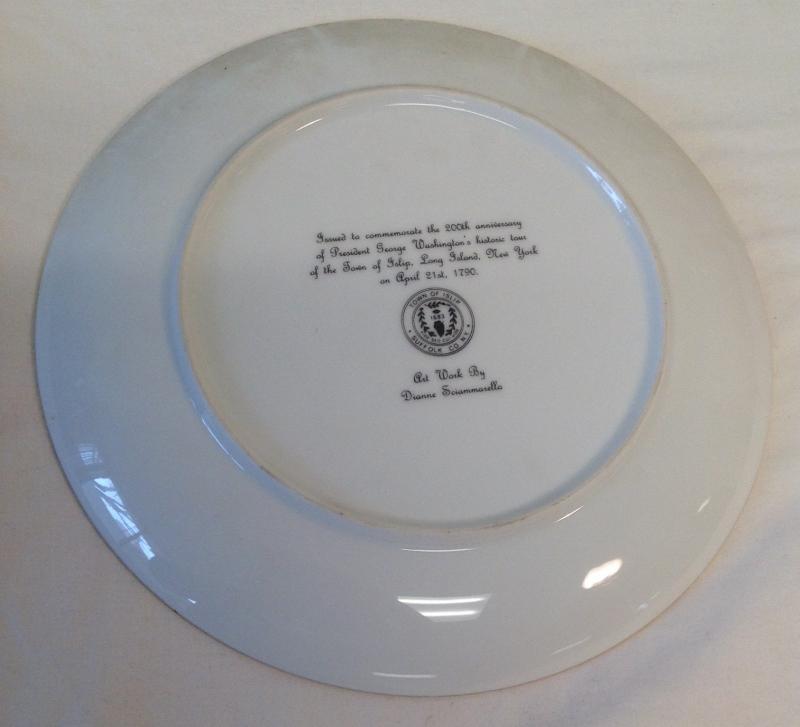 Issued to commemorate the 200th anniversary
of President George Washington's historic tour
of the Town of Islip, Long Island, New York
on April 21st, 1790.
TOWN OF ISLIP
1683
SUFFOLK CO. N.Y.
Art Work By
Dianne Sciammarella